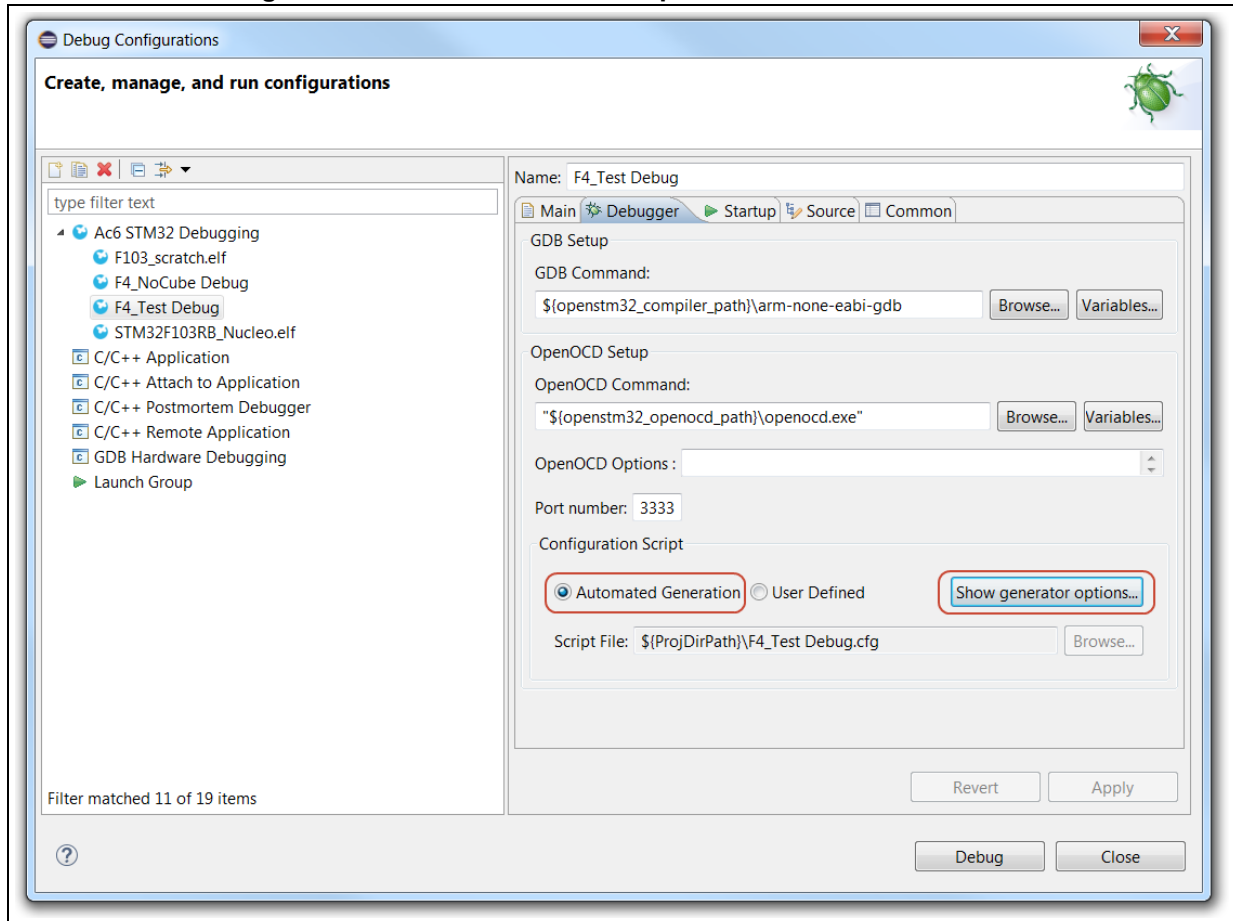 Debug Configurations
X
Create, manage, and run configurations
type filter text
Ac6 STM32 Debugging
F103_scratch.elf
F4_NoCube Debug
F4_Test Debug
STM32F103RB_Nucleo.elf
C/C++ Application
C/C++ Attach to Application
C/C++ Postmortem Debugger
C/C++ Remote Application
GDB Hardware Debugging
Launch Group
Filter matched 11 of 19 items
Name: F4_Test Debug
Main Debugger Startup Source Common
GDB Setup
GDB Command:
${openstm32_compiler_path}\arm-none-eabi-gdb Browse... Variables...
OpenOCD Setup
OpenOCD Command:
"${openstm32_openocd_path}\openocd.exe" Browse... Variables...
OpenOCD Options :
Port number: 3333
Configuration Script
Automated Generation User Defined Show generator options...
Script File: ${ProjDirPath}\F4_Test Debug.cfg Browse...
Revert Apply
? Debug Close